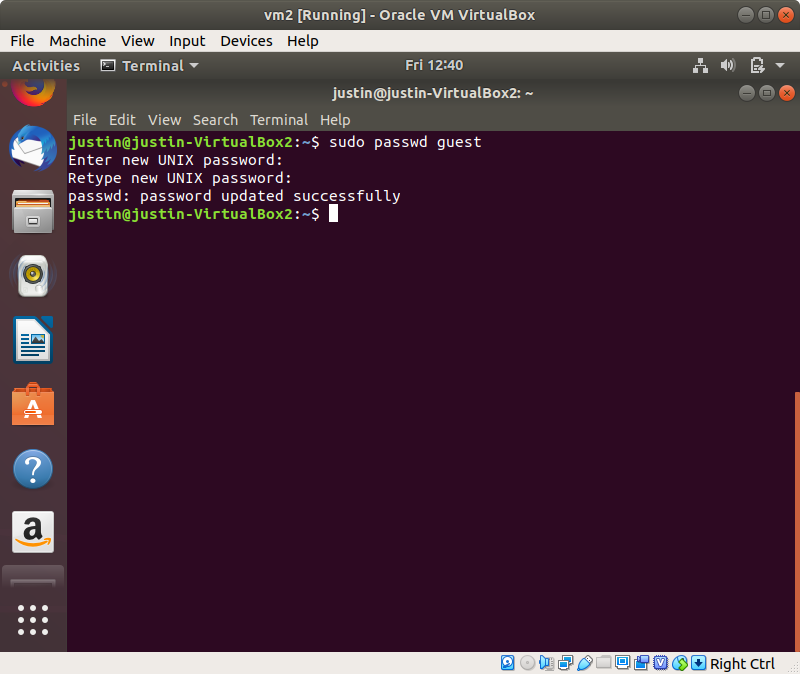 vm2 [Running] - Oracle VM VirtualBox
File Machine View Input Devices Help
Activities Terminal Fri 12:40
justin@justin-VirtualBox2: ~
File Edit View Search Terminal Help
justin@justin-VirtualBox2:~$ sudo passwd guest
Enter new UNIX password:
Retype new UNIX password:
passwd: password updated successfully
justin@justin-VirtualBox2:~$
A
?
a
V
Right Ctrl